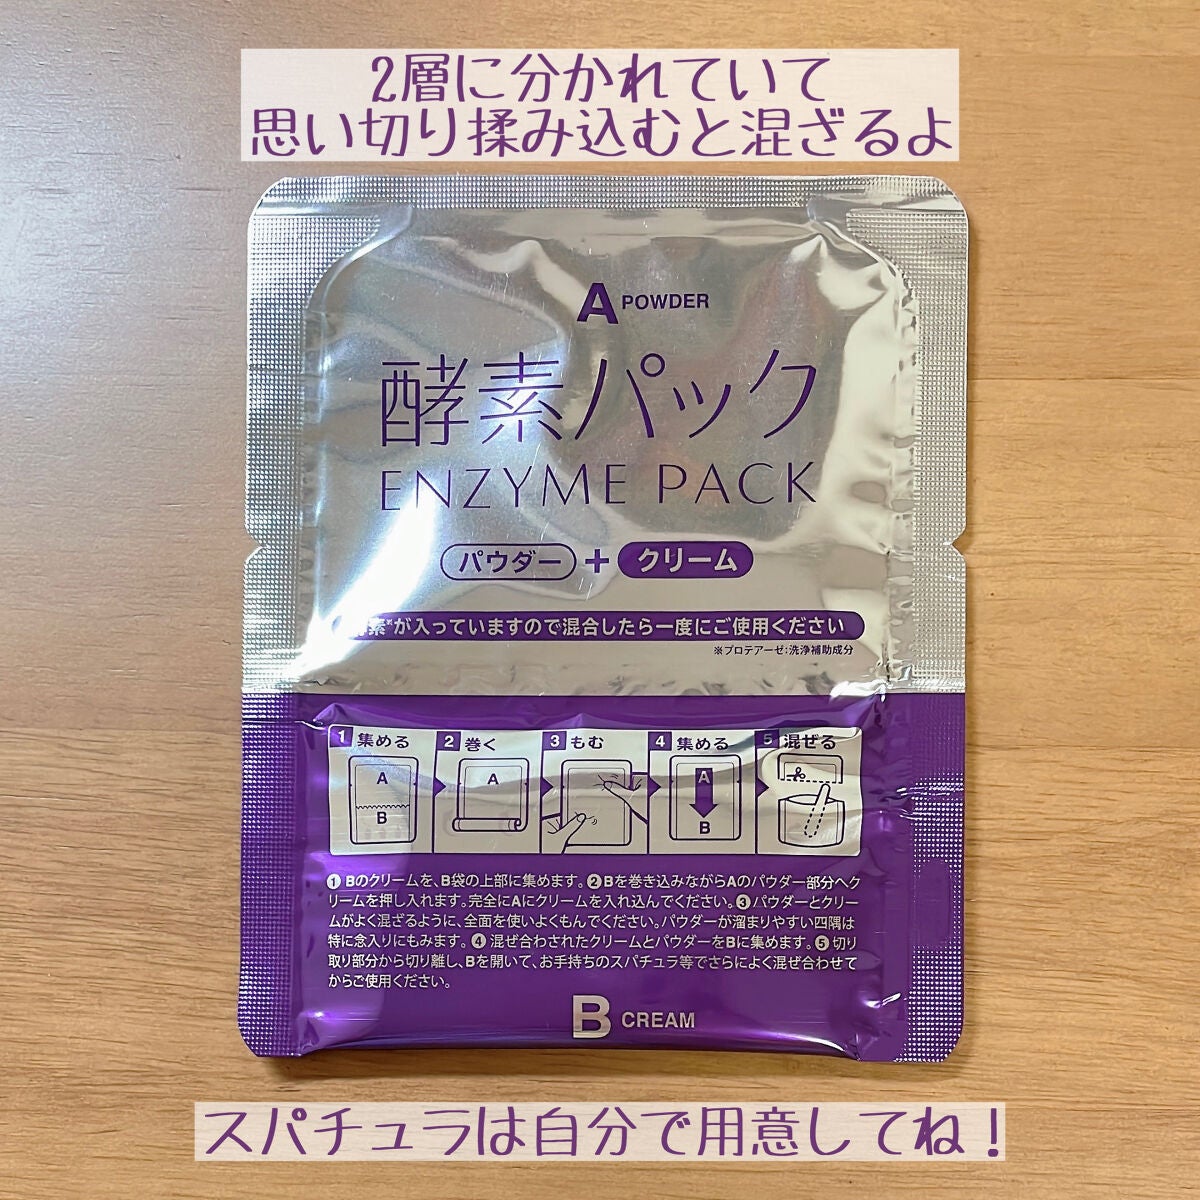 2層に分かれていて
思い切り揉み込むと混ざるよ
A POWDER
酵素パック
ENZYME PACK
パウダー + クリーム
酵素※が入っていますので混合したら一度にご使用ください
※プロテアーゼ:洗浄補助成分
1 集める 2 巻く 3 もむ 4 集める 5 混ぜる
A A A
B B
❶ Bのクリームを、B袋の上部に集めます。❷ Bを巻き込みながらAのパウダー部分へク
リームを押し入れます。完全にAにクリームを入れ込んでください。❸ パウダーとクリー
ムがよく混ざるように、全面を使いよくもんでください。パウダーが溜まりやすい四隅は
特に念入りにもみます。❹ 混ぜ合わされたクリームとパウダーをBに集めます。❺ 切り
取り部分から切り離し、Bを開いて、お手持ちのスパチュラ等でさらによく混ぜ合わせて
からご使用ください。
B CREAM
スパチュラは自分で用意してね！